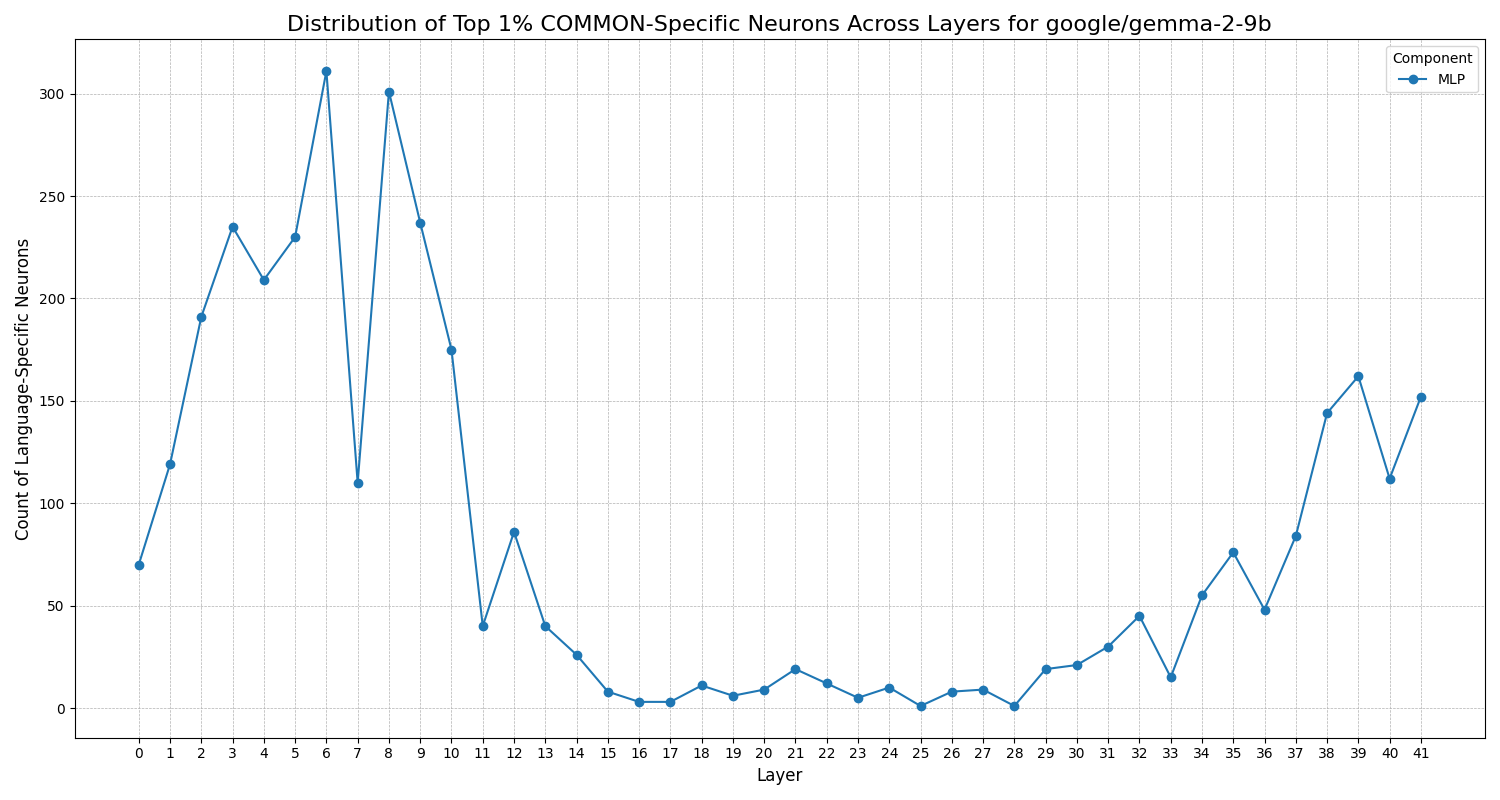 Distribution of Top 1% COMMON-Specific Neurons Across Layers for google/gemma-2-9b
Component
MLP
Count of Language-Specific Neurons
300
250
200
150
100
50
0
0 1 2 3 4 5 6 7 8 9 10 11 12 13 14 15 16 17 18 19 20 21 22 23 24 25 26 27 28 29 30 31 32 33 34 35 36 37 38 39 40 41
Layer